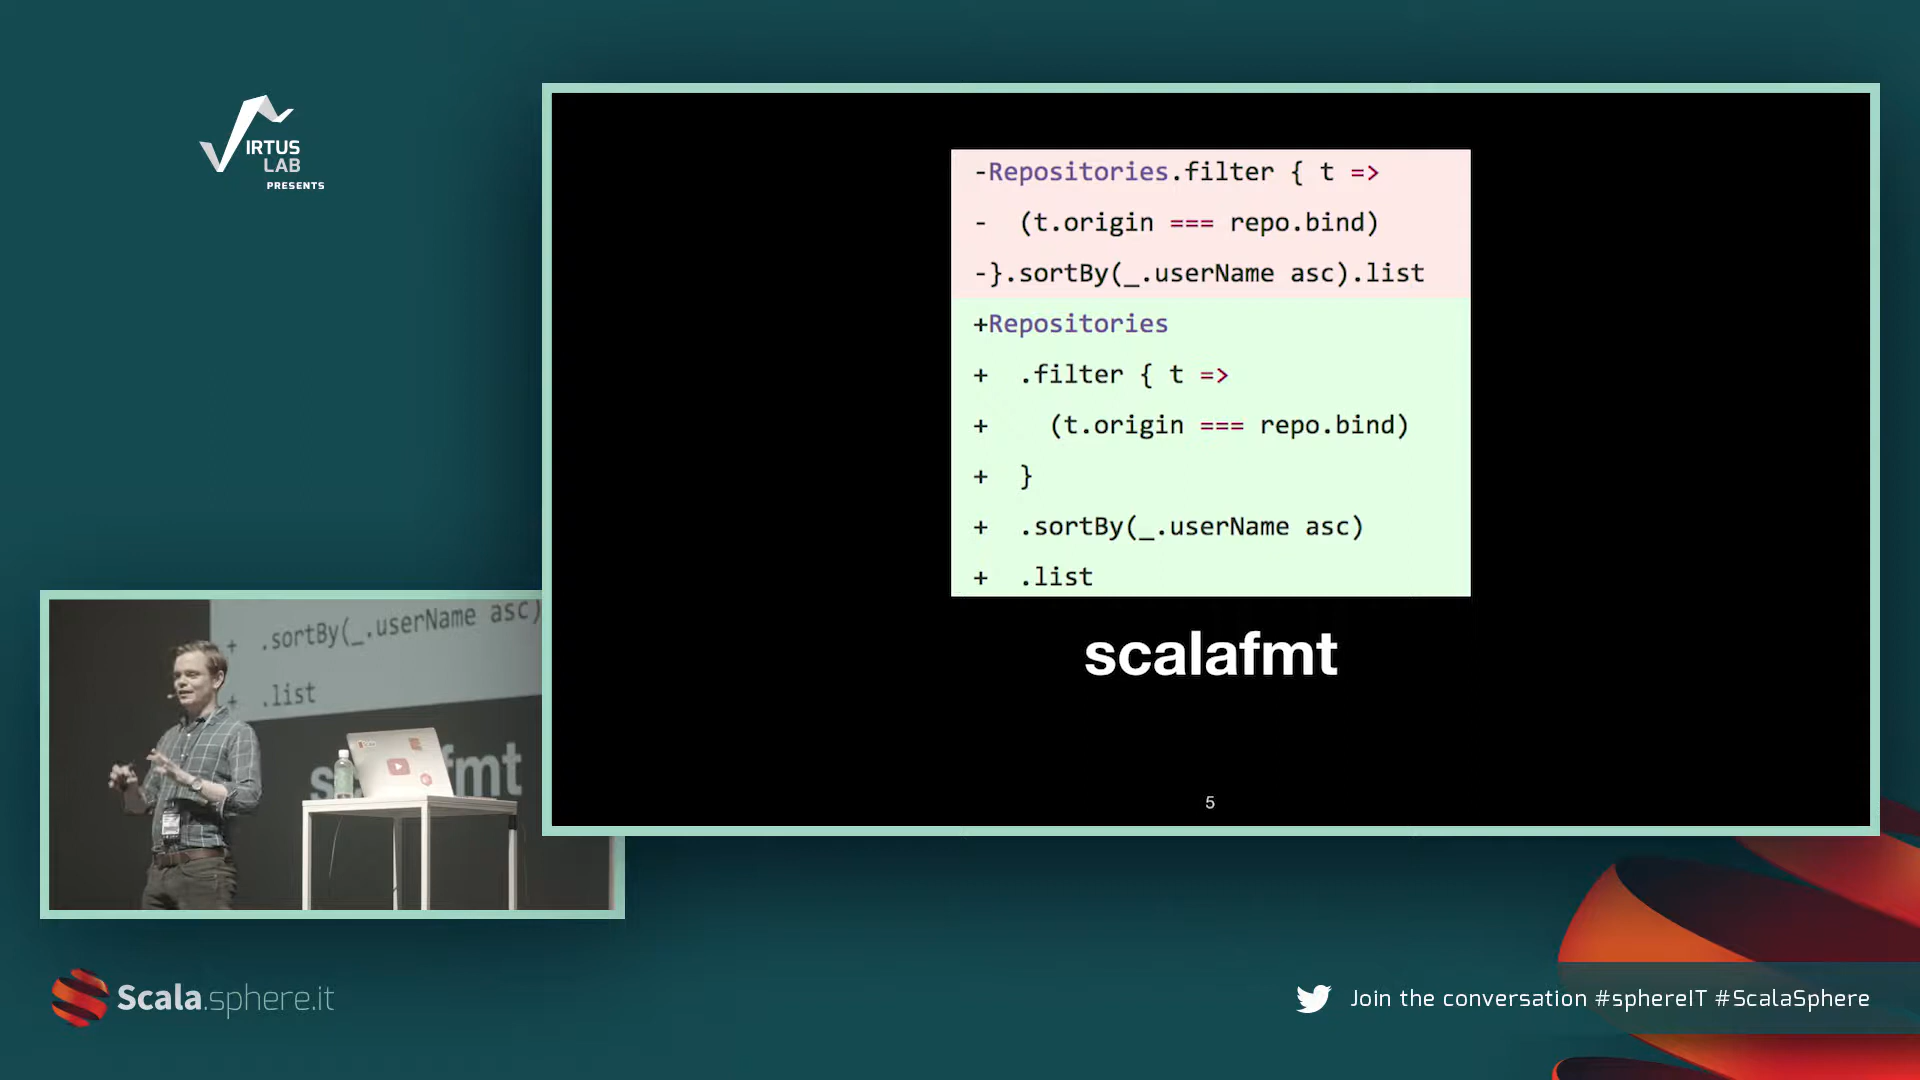 IRTUS
LAB
PRESENTS
-Repositories.filter { t =>
-  (t.origin === repo.bind)
-}.sortBy(_.userName asc).list
+Repositories
+  .filter { t =>
+    (t.origin === repo.bind)
+  }
+  .sortBy(_.userName asc)
+  .list
scalafmt
5
+ .sortBy(_.userName asc)
+ .list
s fmt
Scala.sphere.it
Join the conversation #sphereIT #ScalaSphere